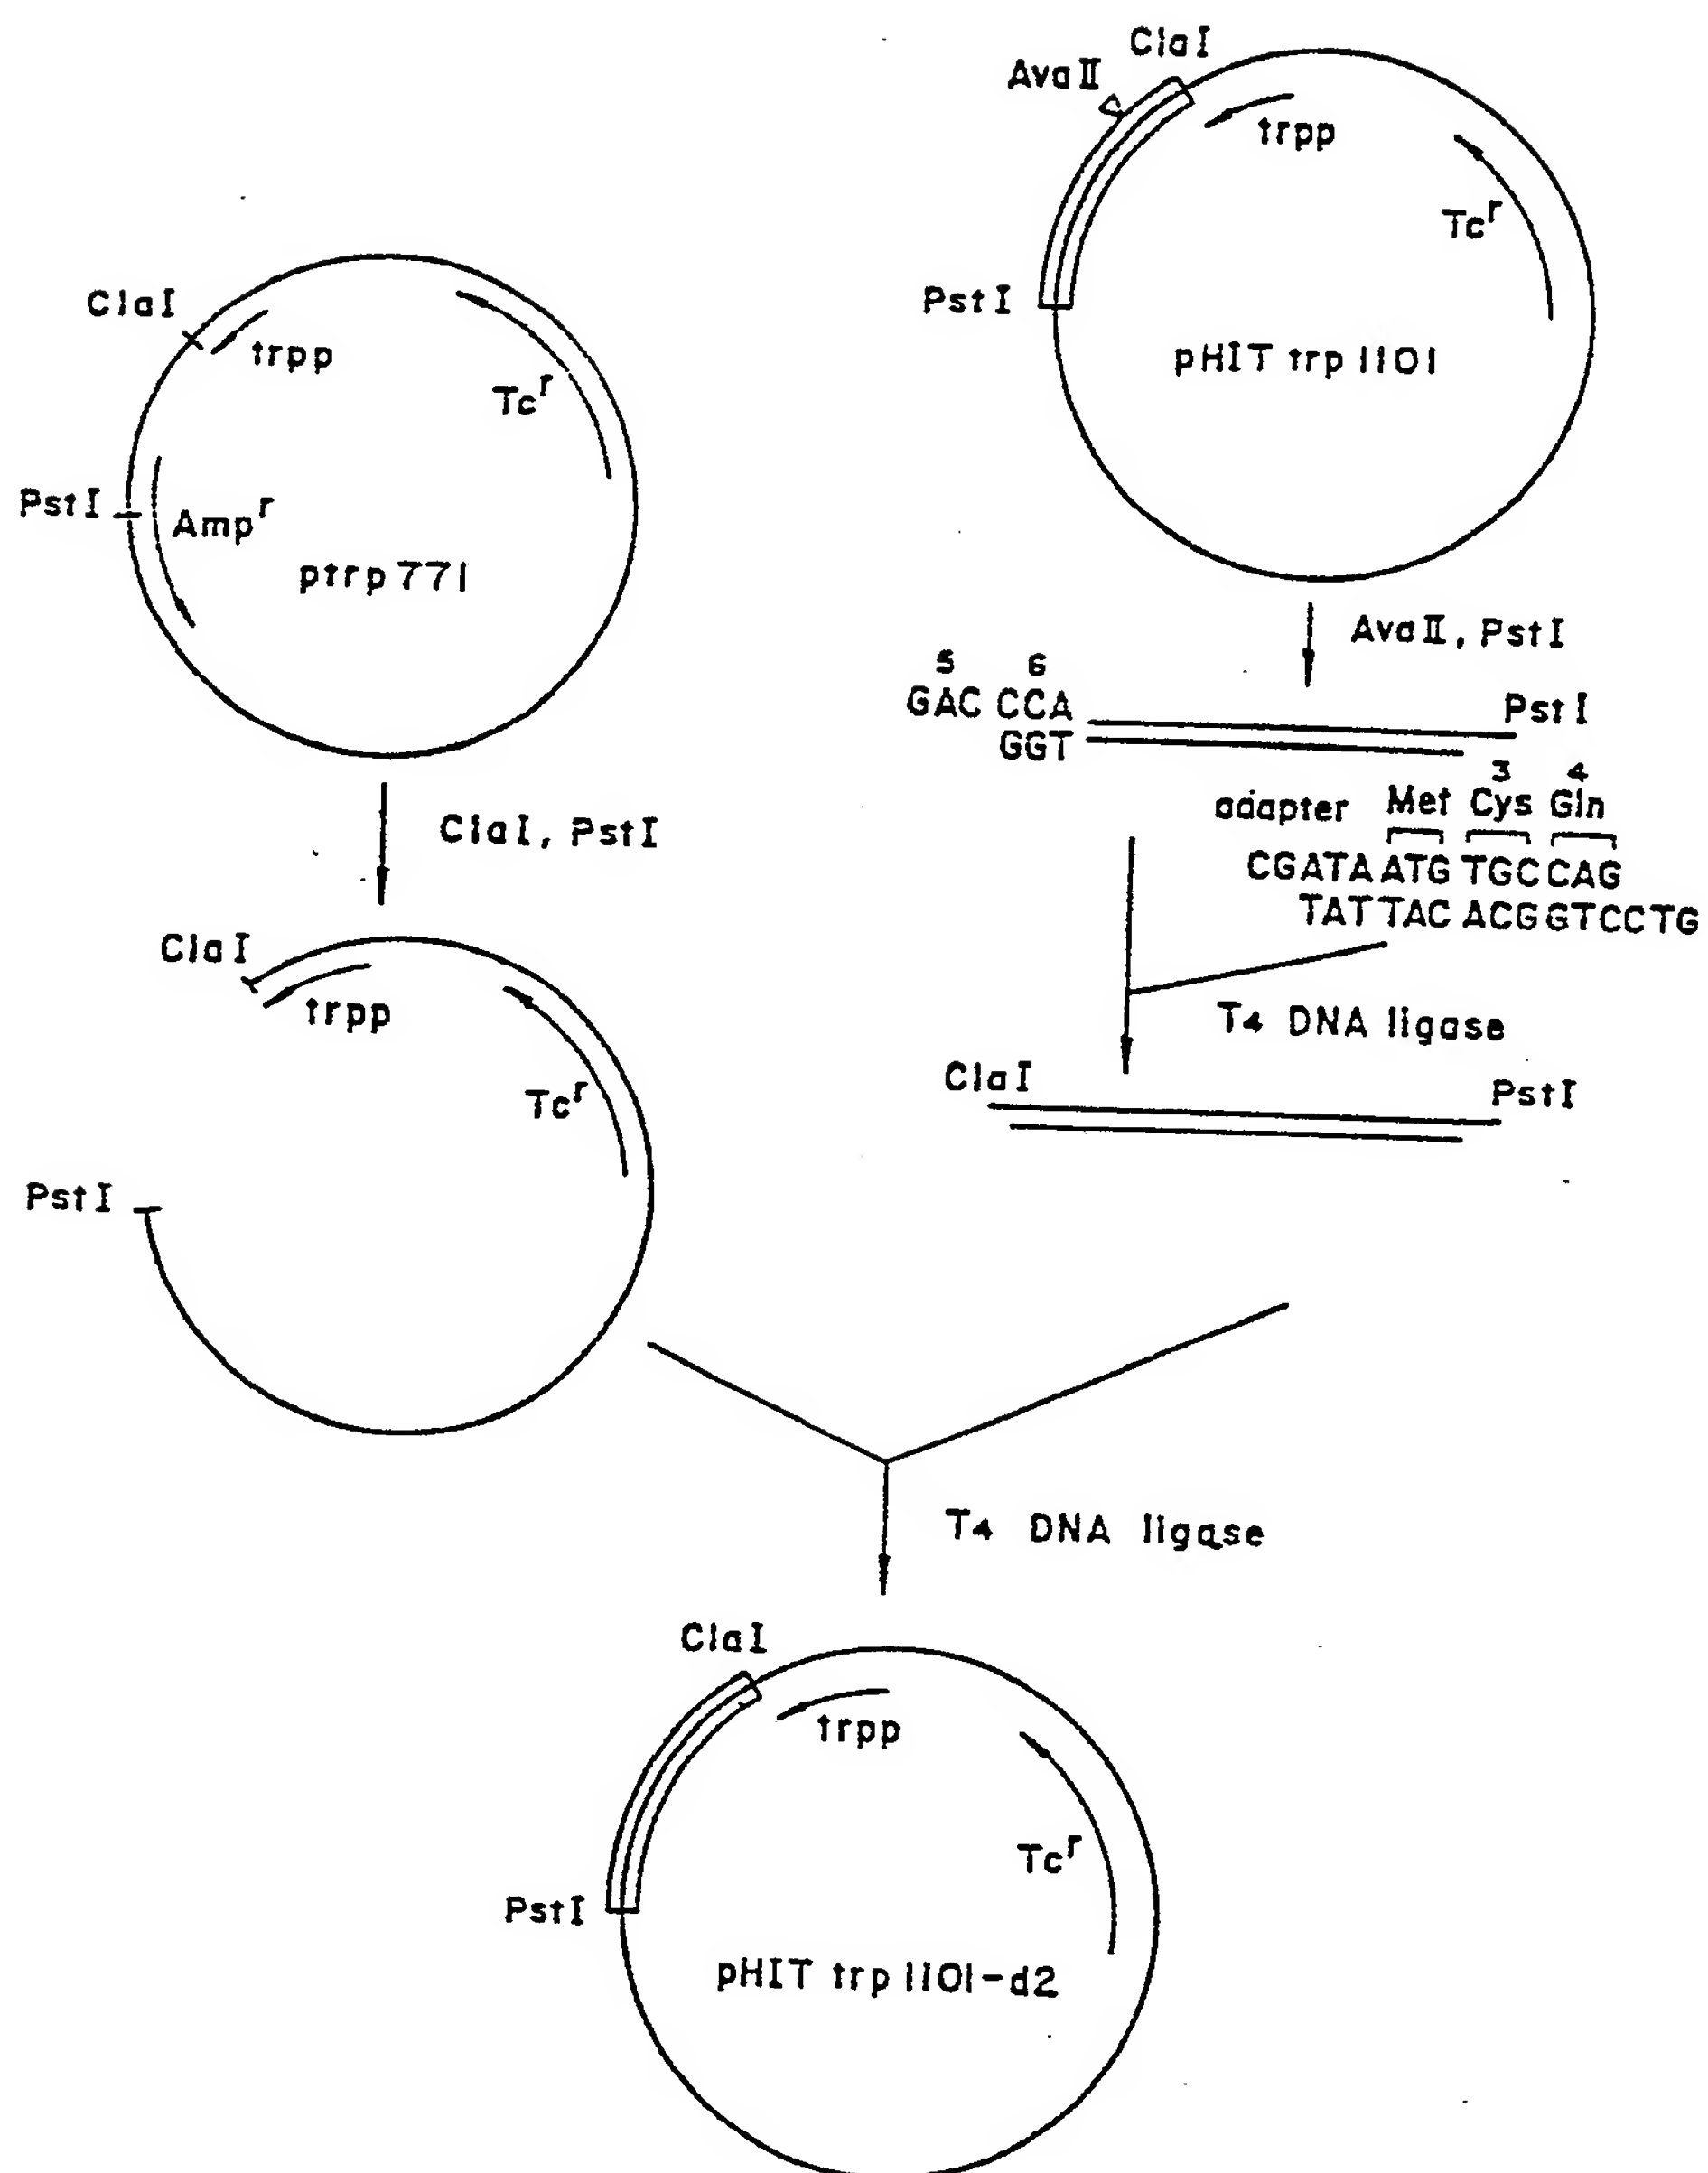 ClaI
AvaII
trpp
Tcʳ
PstI
pHIT trp 1101
ClaI
trpp
Tcʳ
PstI
Ampʳ
ptrp 771
AvaII, PstI
5 6
GAC CCA
GGT
PstI
3 4
adapter Met Cys Gln
CGATA ATG TGC CAG
TAT TAC ACG GTCCTG
ClaI, PstI
T4 DNA ligase
ClaI
PstI
ClaI
trpp
Tcʳ
PstI
T4 DNA ligase
ClaI
trpp
Tcʳ
PstI
pHIT trp 1101-d2